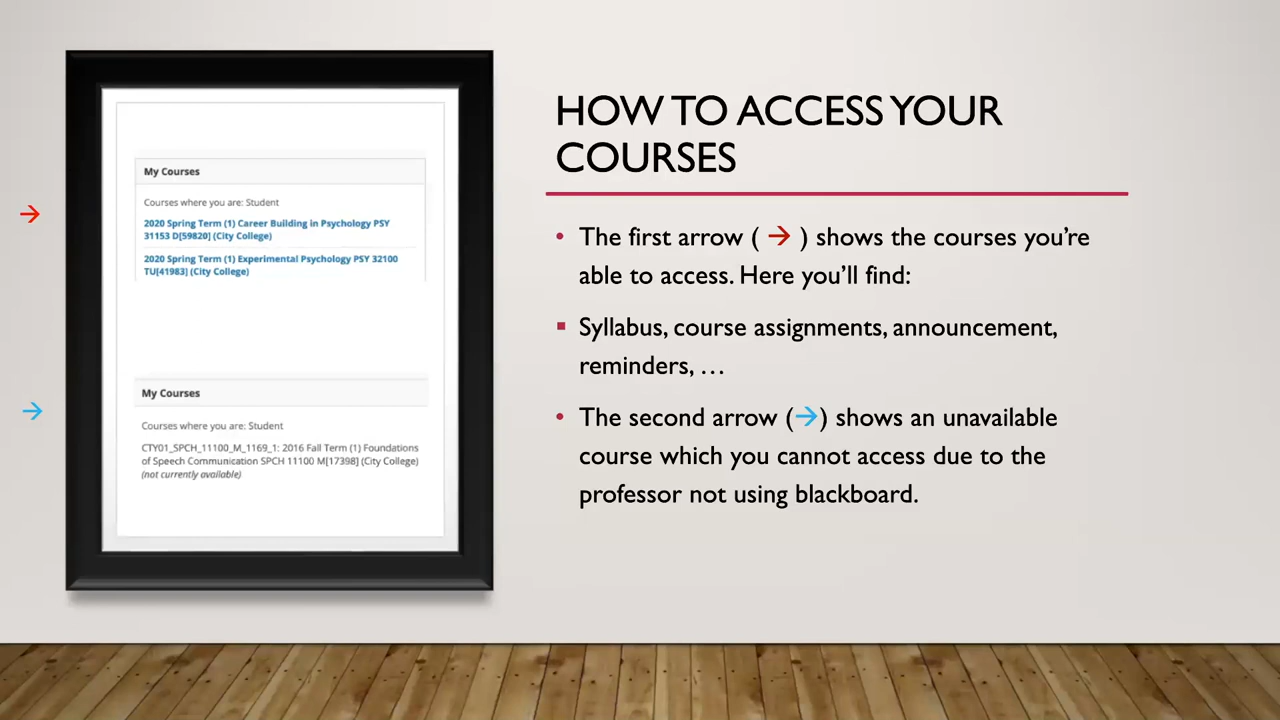 My Courses
Courses where you are: Student
2020 Spring Term (1) Career Building in Psychology PSY
31153 D[59820] (City College)
2020 Spring Term (1) Experimental Psychology PSY 32100
TU[41983] (City College)
My Courses
Courses where you are: Student
CTY01_SPCH_11100_M_1169_1: 2016 Fall Term (1) Foundations
of Speech Communication SPCH 11100 M[17398] (City College)
(not currently available)
HOW TO ACCESS YOUR
COURSES
• The first arrow ( → ) shows the courses you're
able to access. Here you'll find:
▪ Syllabus, course assignments, announcement,
reminders, …
• The second arrow (→) shows an unavailable
course which you cannot access due to the
professor not using blackboard.